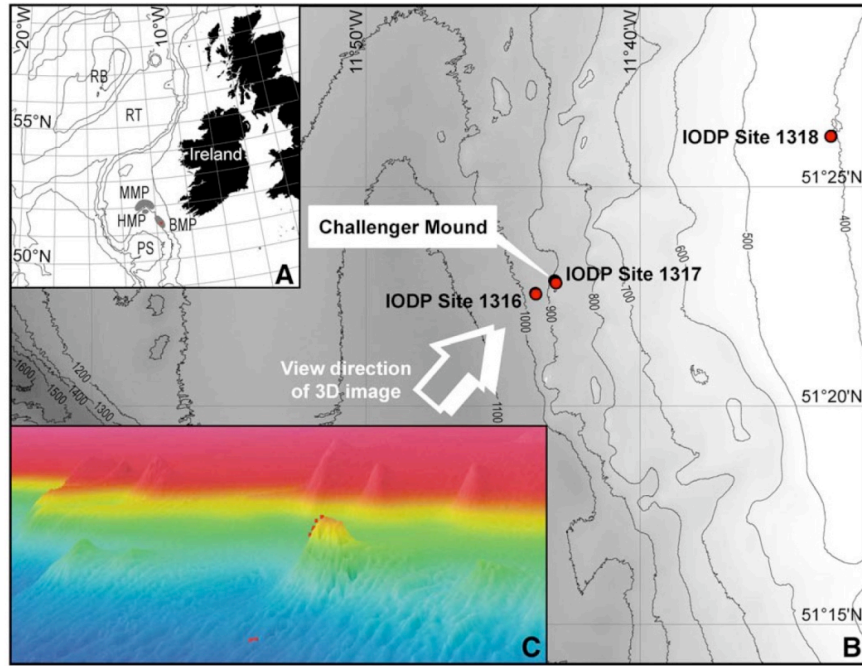 20°W
10°W
RB
55°N
RT
Ireland
MMP
HMP
BMP
PS
50°N
A
11°50'W
11°40'W
IODP Site 1318
400
51°25'N
Challenger Mound
IODP Site 1317
600
500
IODP Site 1316
1000
900
800
700
View direction
of 3D image
1200
1600
1500
1400
1300
1100
51°20'N
51°15'N
C
B